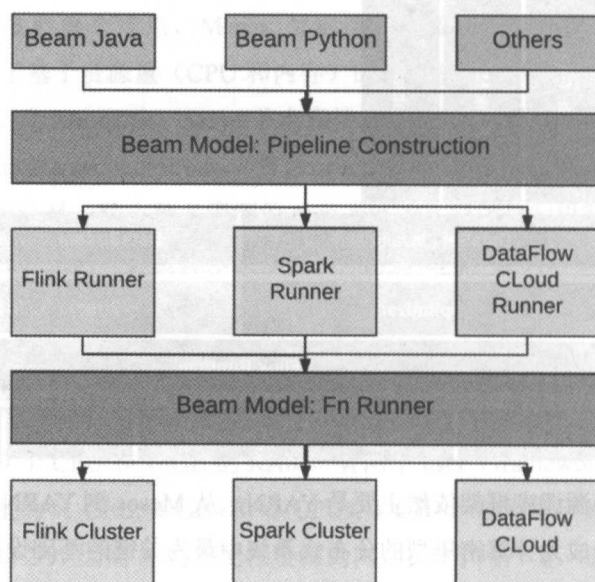 Beam Java
Beam Python
Others
Beam Model: Pipeline Construction
Flink Runner
Spark
Runner
DataFlow
CLoud
Runner
Beam Model: Fn Runner
Flink Cluster
Spark Cluster
DataFlow
CLoud